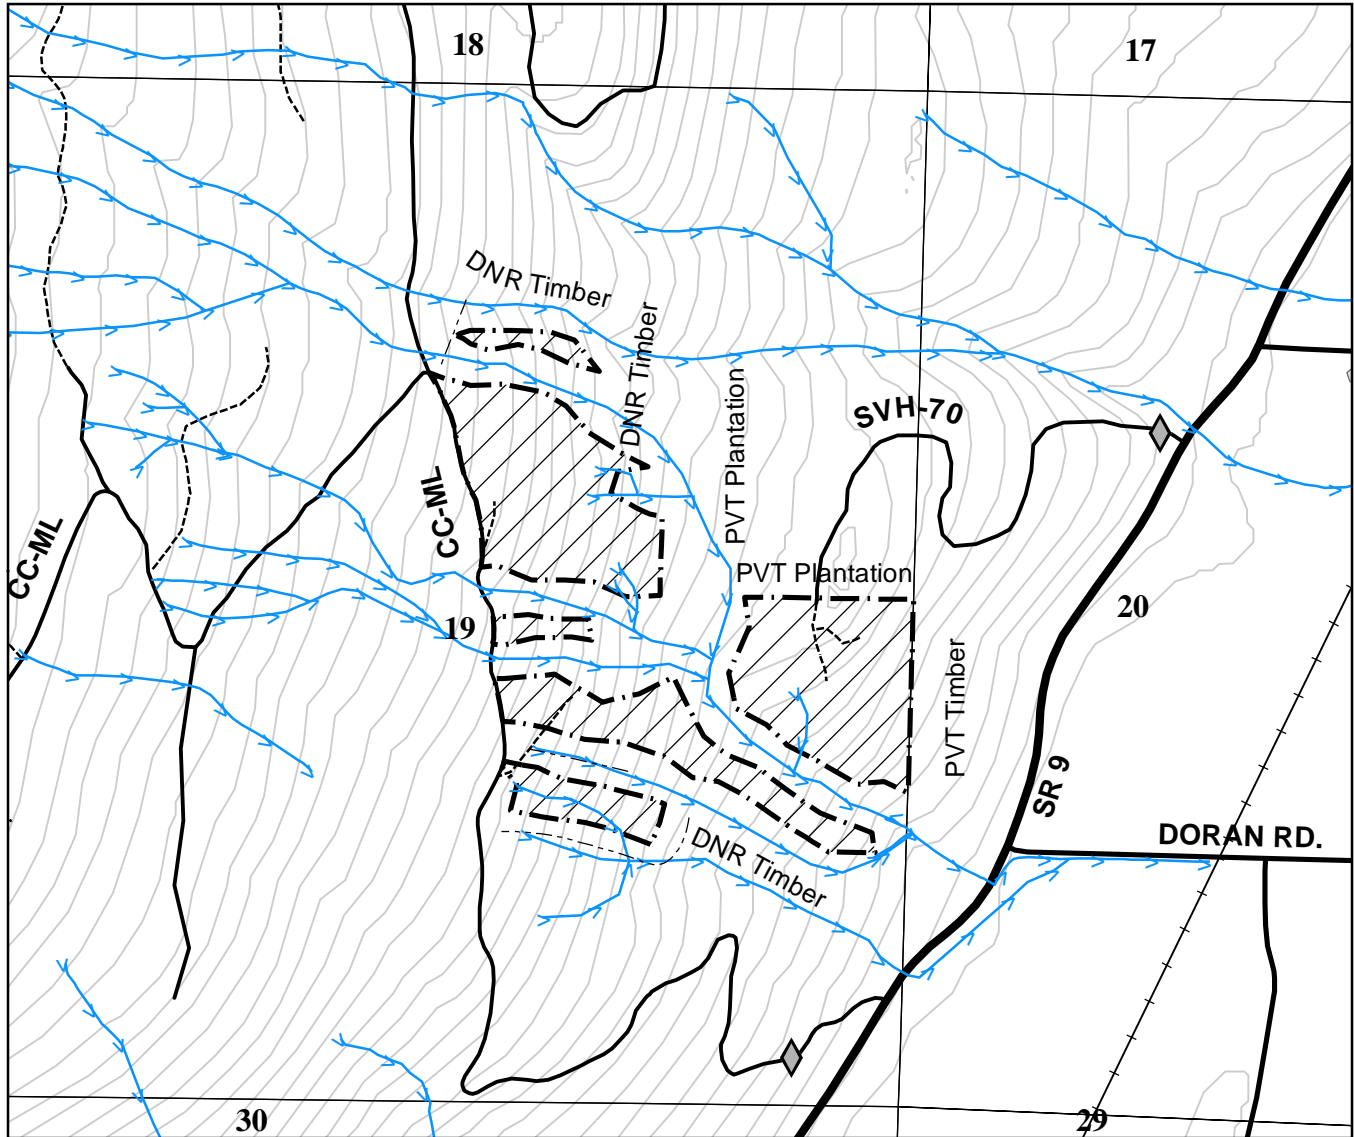 18
17
DNR Timber
DNR Timber
PVT Plantation
SVH-70
CC-ML
CC-ML
PVT Plantation
20
19
PVT Timber
SR 9
DORAN RD.
DNR Timber
30
29